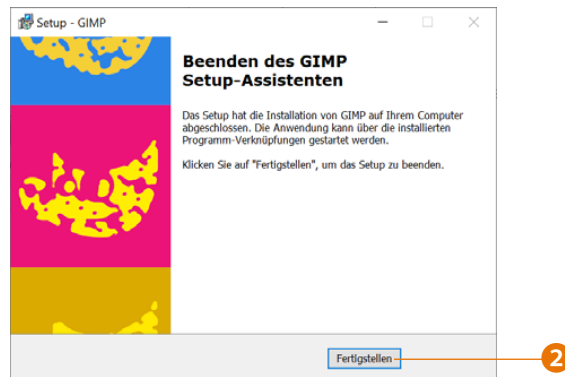 Setup - GIMP
Beenden des GIMP
Setup-Assistenten
Das Setup hat die Installation von GIMP auf Ihrem Computer
abgeschlossen. Die Anwendung kann über die installierten
Programm-Verknüpfungen gestartet werden.
Klicken Sie auf "Fertigstellen", um das Setup zu beenden.
Fertigstellen
2